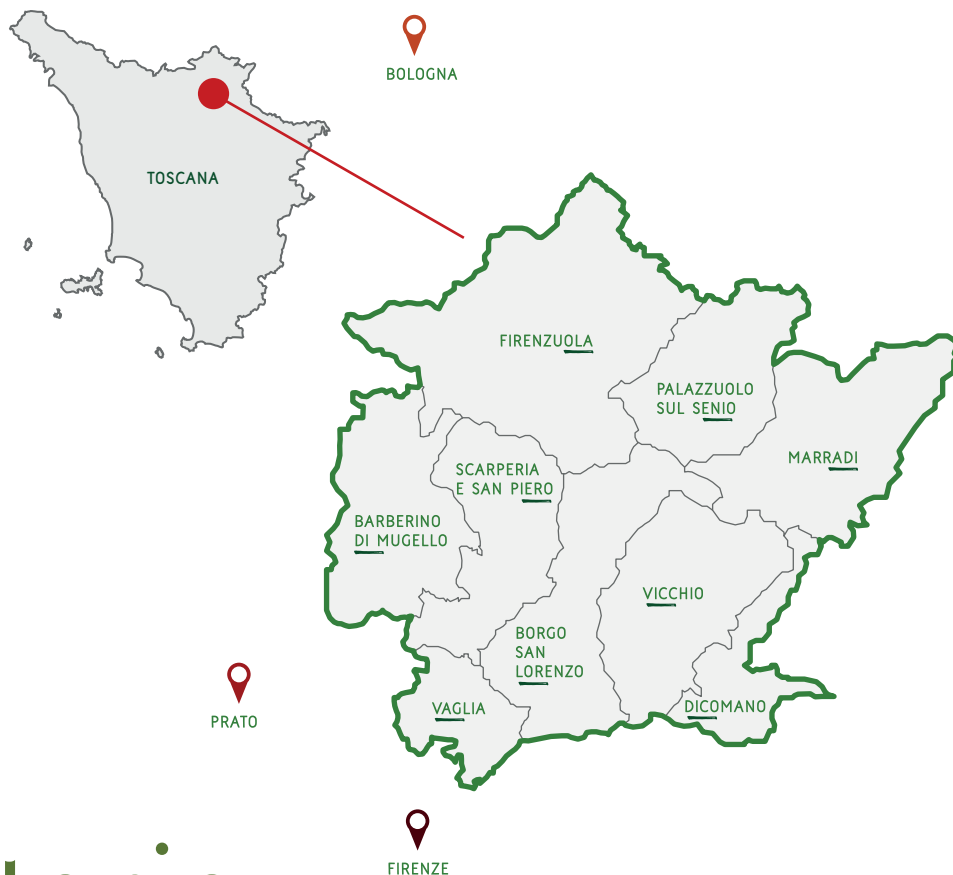 BOLOGNA
TOSCANA
FIRENZUOLA
PALAZZUOLO
SUL SENIO
MARRADI
SCARPERIA
E SAN PIERO
BARBERINO
DI MUGELLO
VICCHIO
BORGO
SAN
LORENZO
VAGLIA
DICOMANO
PRATO
FIRENZE